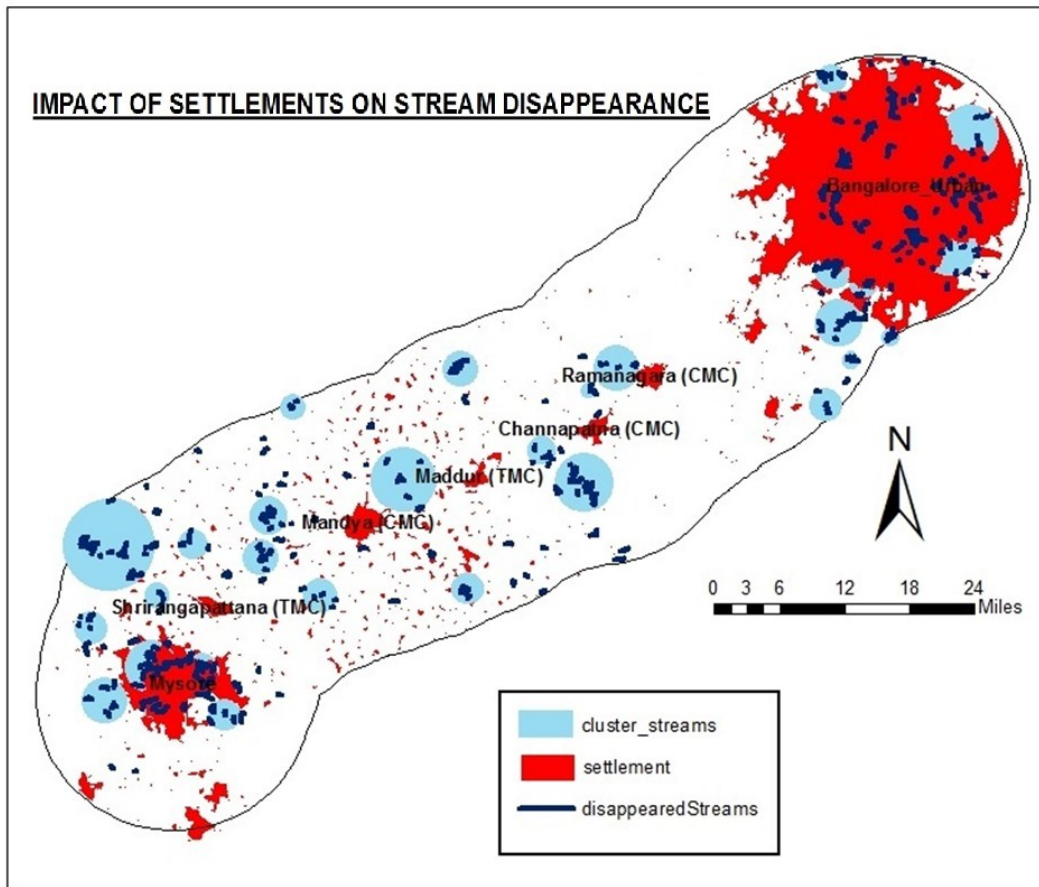 IMPACT OF SETTLEMENTS ON STREAM DISAPPEARANCE
Bangalore_Urban
Ramanagara (CMC)
Channapatna (CMC)
Maddur (TMC)
Mandya (CMC)
Shrirangapattana (TMC)
Mysore
N
0 3 6 12 18 24
Miles
cluster_streams
settlement
disappearedStreams